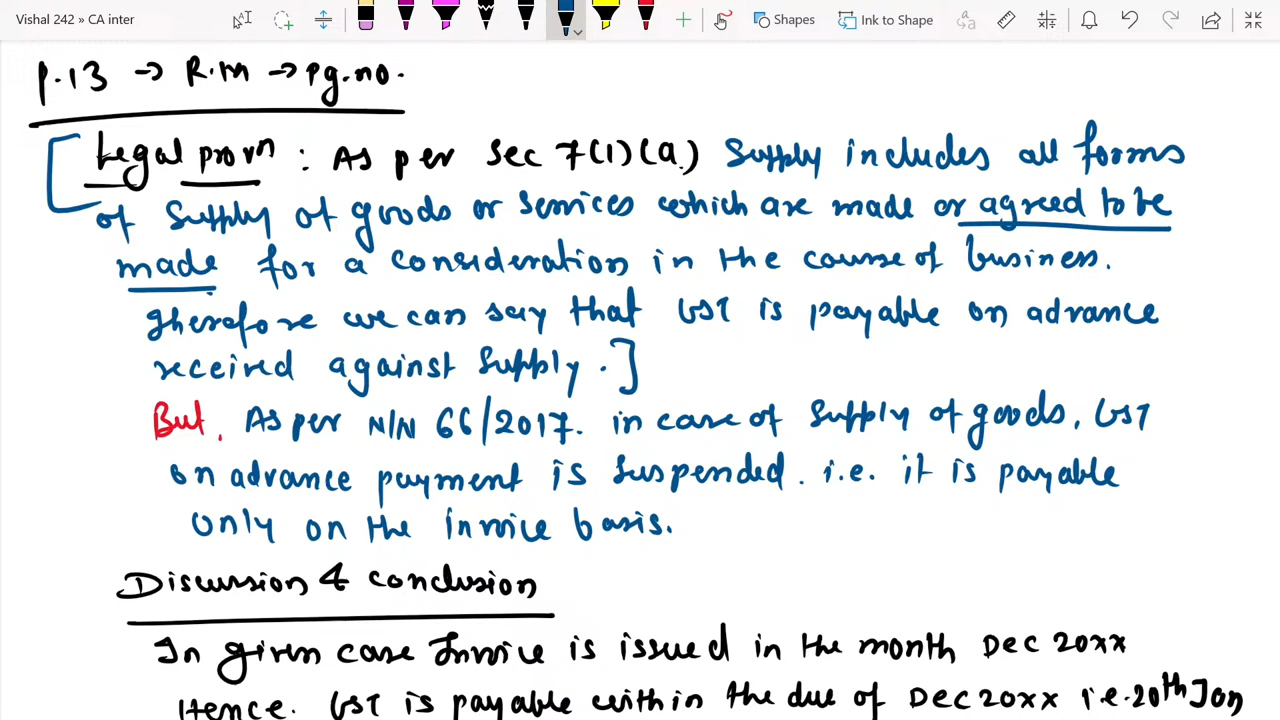 Vishal 242 » CA inter
Shapes
Ink to Shape
P.13 → R.M → Pg.no.
Legal provn : As per Sec 7(1)(a) Supply includes all forms
of supply of goods or services which are made or agreed to be
made for a consideration in the course of business.
Therefore we can say that GST is payable on advance
received against supply.]
But, As per N/N 66/2017. in case of supply of goods, GST
on advance payment is suspended. i.e. it is payable
only on the invoice basis.
Discussion & conclusion
In given case Invoice is issued in the month Dec 20xx
Hence. GST is payable within the due of Dec 20xx i.e. 20th Jan